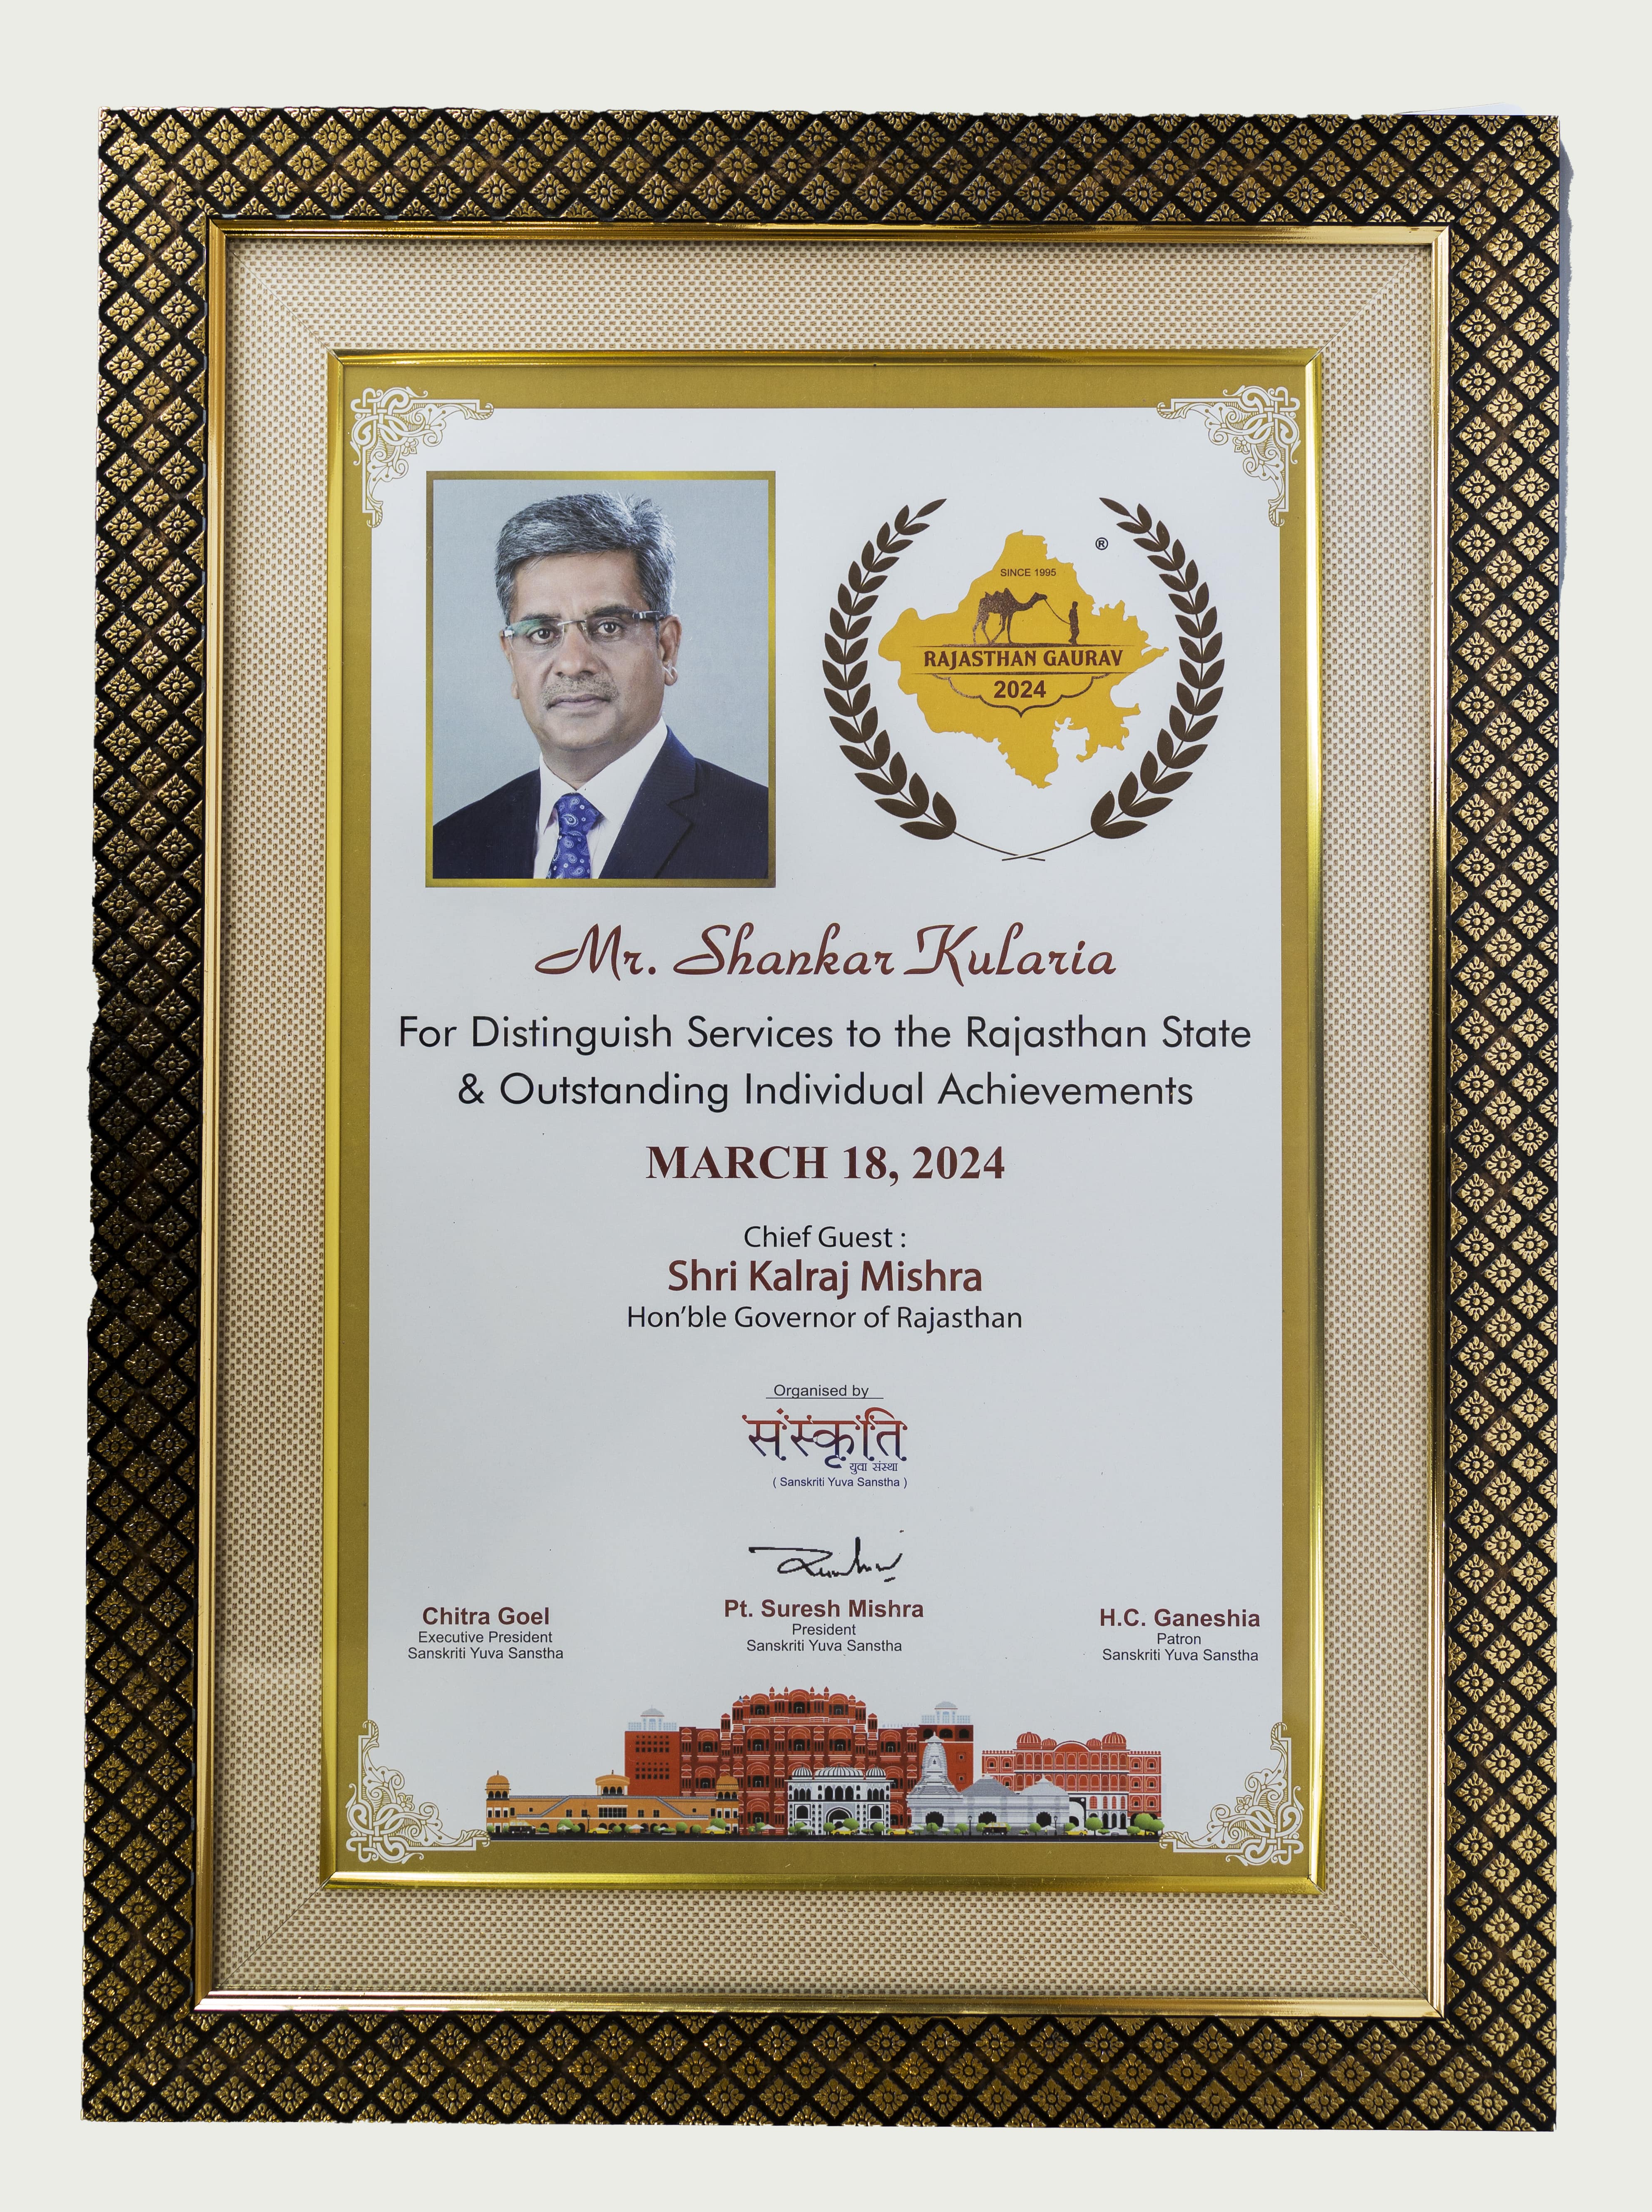 ®
SINCE 1995
RAJASTHAN GAURAV
2024
Mr. Shankar Kularia
For Distinguish Services to the Rajasthan State
& Outstanding Individual Achievements
MARCH 18, 2024
Chief Guest :
Shri Kalraj Mishra
Hon'ble Governor of Rajasthan
Organised by
संस्कृति
युवा संस्था
( Sanskriti Yuva Sanstha )
Chitra Goel
Executive President
Sanskriti Yuva Sanstha
Pt. Suresh Mishra
President
Sanskriti Yuva Sanstha
H.C. Ganeshia
Patron
Sanskriti Yuva Sanstha